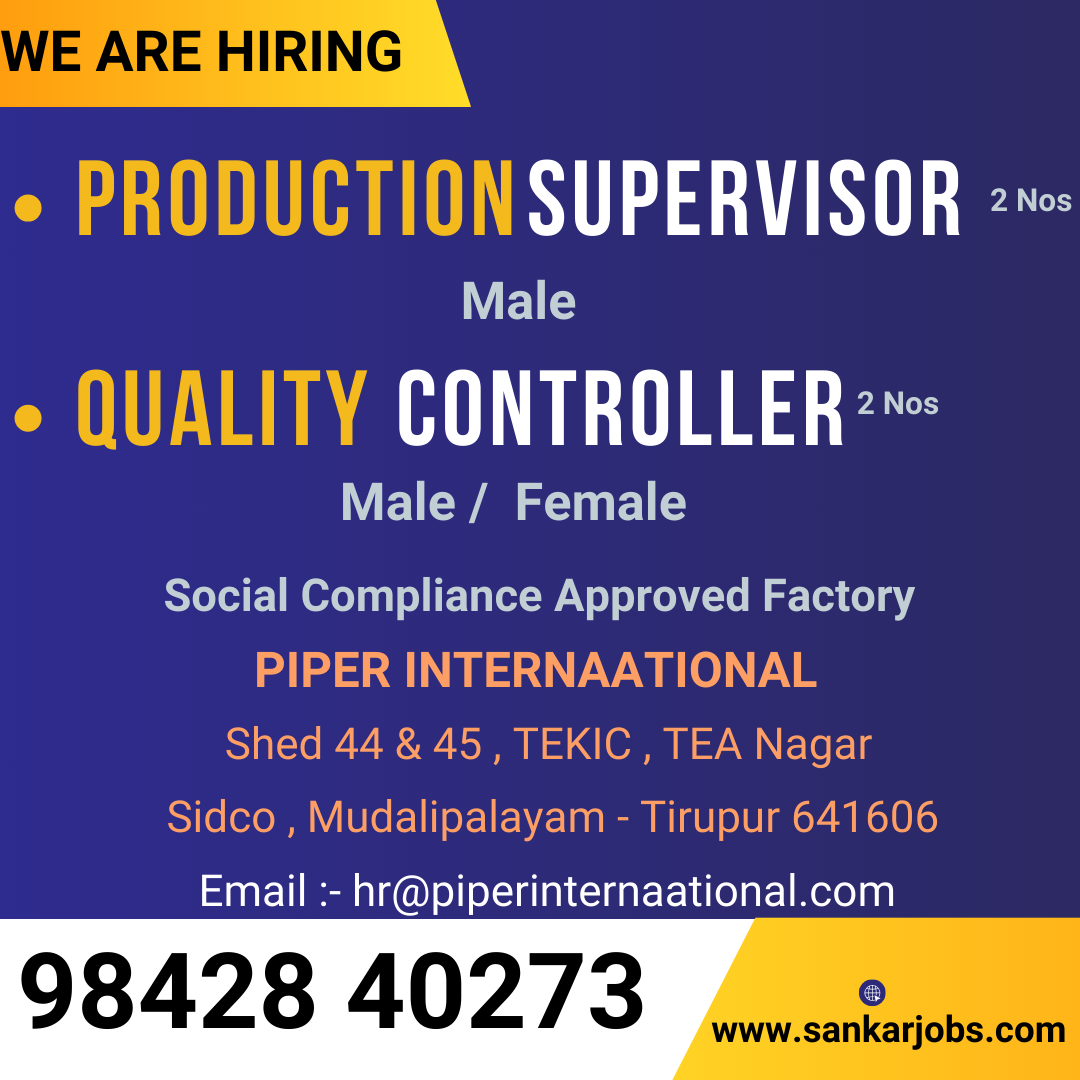 WE ARE HIRING
• PRODUCTION SUPERVISOR 2 Nos
Male
• QUALITY CONTROLLER 2 Nos
Male / Female
Social Compliance Approved Factory
PIPER INTERNAATIONAL
Shed 44 & 45 , TEKIC , TEA Nagar
Sidco , Mudalipalayam - Tirupur 641606
Email :- hr@piperinternaational.com
98428 40273
www.sankarjobs.com